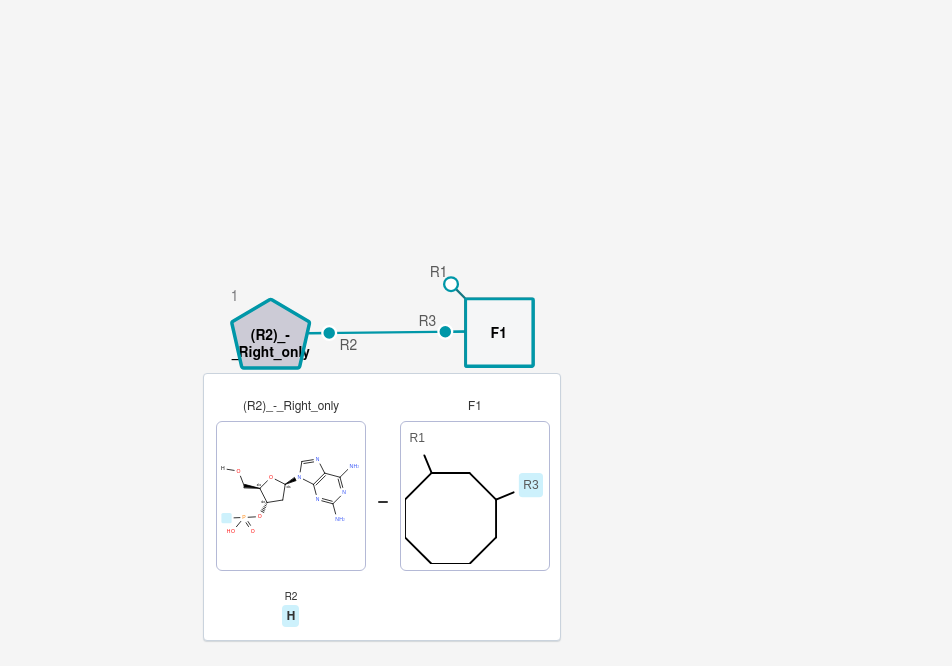 R1
1
R3
(R2)_-
_Right_only
R2
F1
(R2)_-_Right_only
F1
R1
R3
H
O
N
N
NH₂
O
N
N
NH₂
O
P
HO
O
R2
H